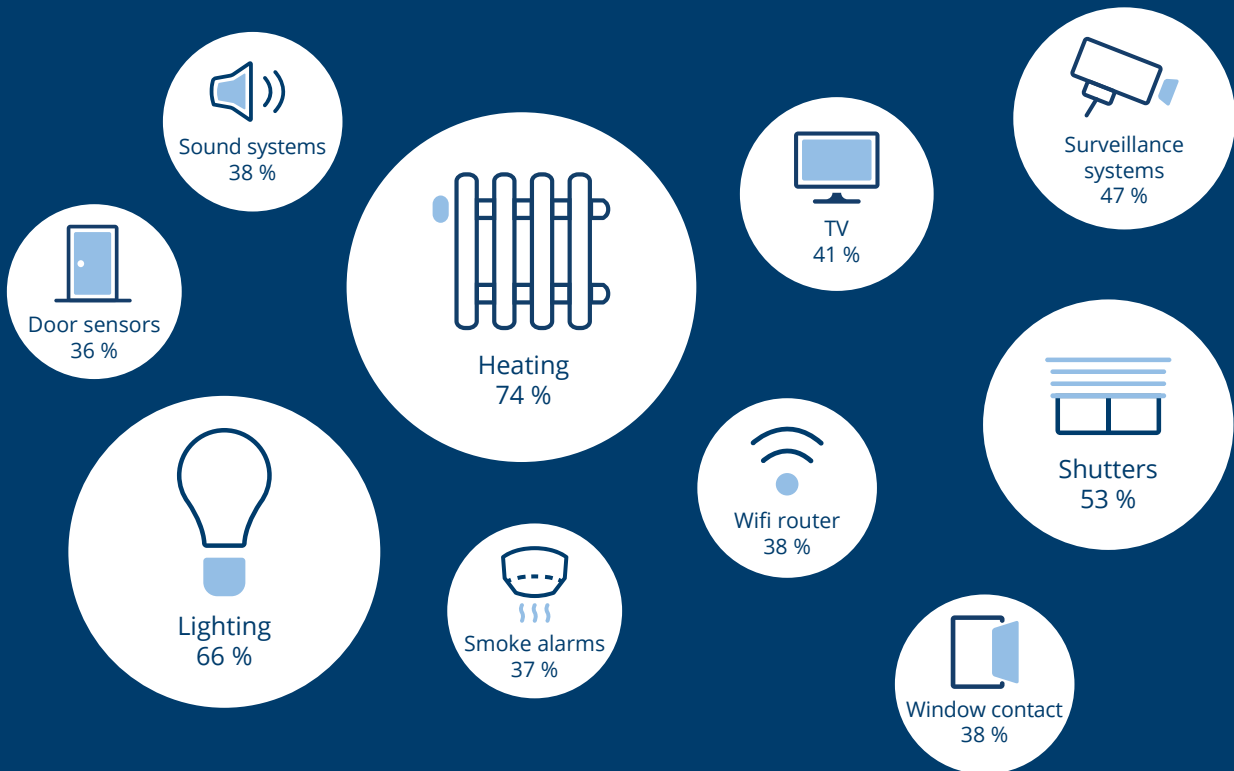 Sound systems
38 %
Surveillance
systems
47 %
TV
41 %
Door sensors
36 %
Heating
74 %
Shutters
53 %
Wifi router
38 %
Lighting
66 %
Smoke alarms
37 %
Window contact
38 %